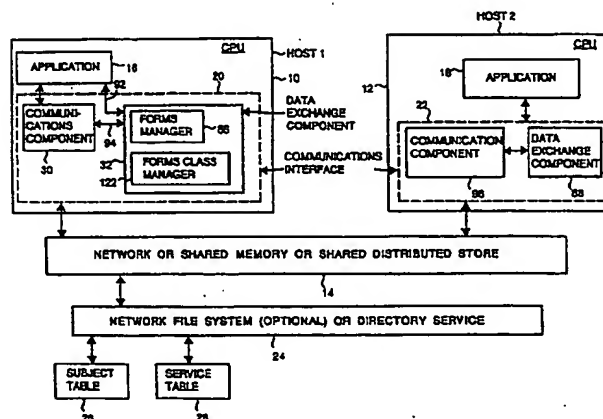 HOST 1
CPU
APPLICATION
16
92
20
10
COMMUNI-
CATIONS
COMPONENT
30
94
FORMS
MANAGER
86
32
FORMS CLASS
MANAGER
122
DATA
EXCHANGE
COMPONENT
COMMUNICATIONS
INTERFACE
HOST 2
CPU
12
18
APPLICATION
22
COMMUNICATION
COMPONENT
DATA
EXCHANGE
COMPONENT
NETWORK OR SHARED MEMORY OR SHARED DISTRIBUTED STORE
14
NETWORK FILE SYSTEM (OPTIONAL) OR DIRECTORY SERVICE
24
SUBJECT
TABLE
SERVICE
TABLE